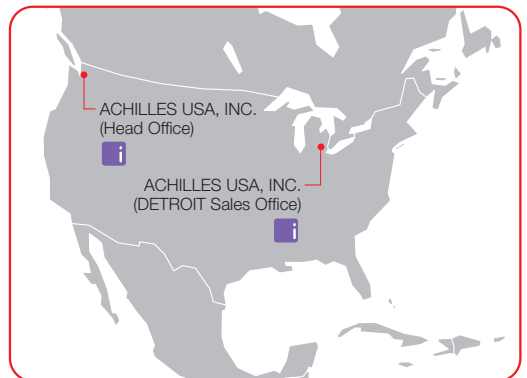 ACHILLES USA, INC.
(Head Office)
i
ACHILLES USA, INC.
(DETROIT Sales Office)
i